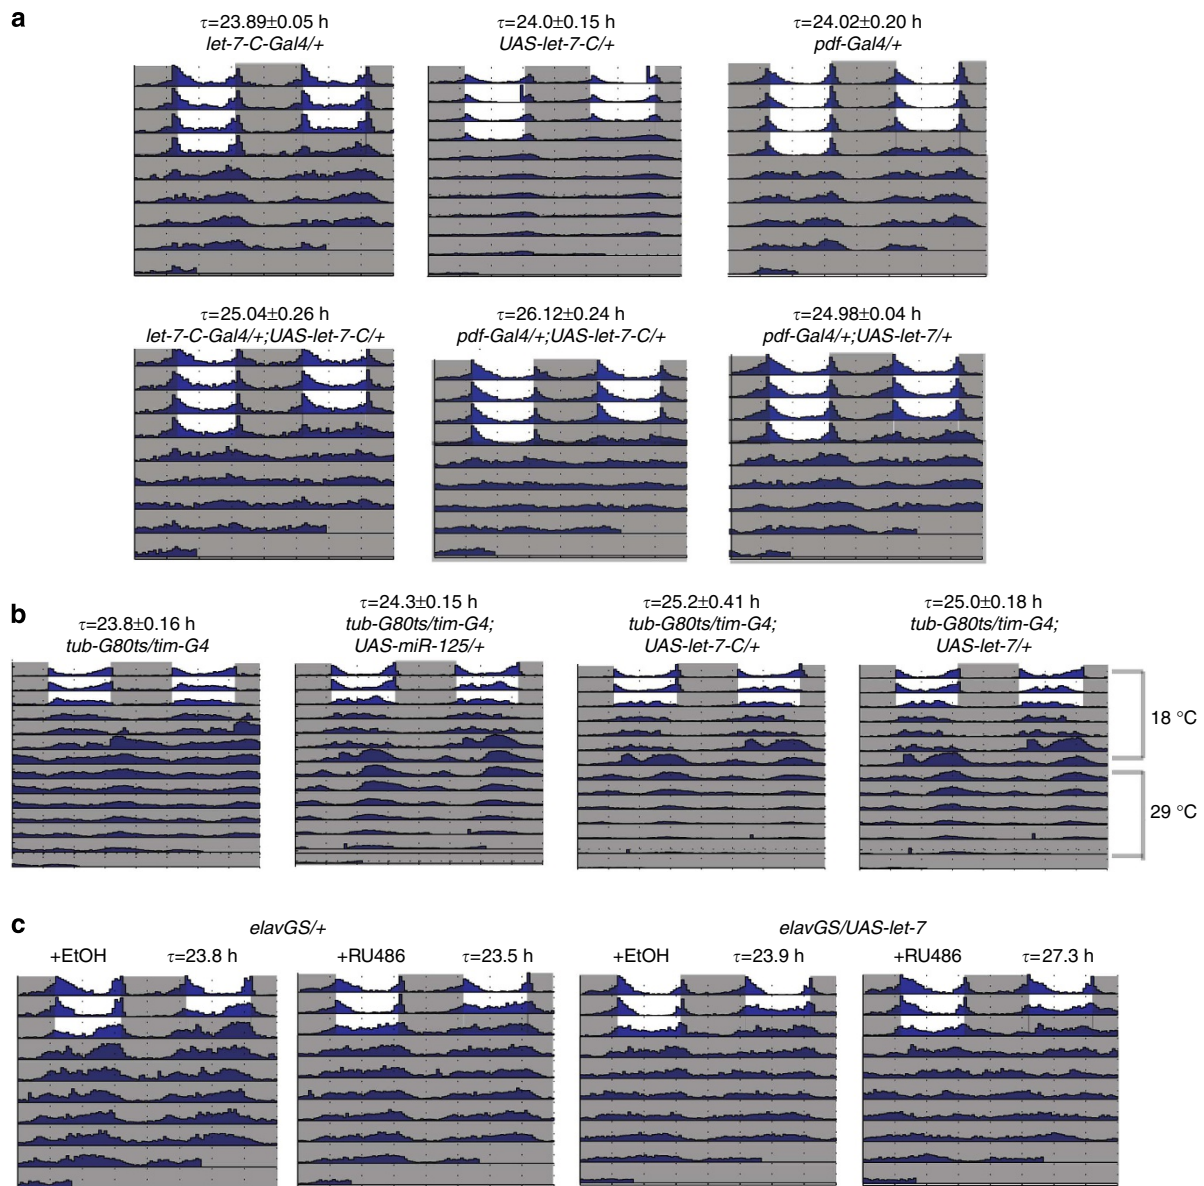 a
τ=23.89±0.05 h
let-7-C-Gal4/+
τ=24.0±0.15 h
UAS-let-7-C/+
τ=24.02±0.20 h
pdf-Gal4/+
τ=25.04±0.26 h
let-7-C-Gal4/+;UAS-let-7-C/+
τ=26.12±0.24 h
pdf-Gal4/+;UAS-let-7-C/+
τ=24.98±0.04 h
pdf-Gal4/+;UAS-let-7/+
b
τ=23.8±0.16 h
tub-G80ts/tim-G4
τ=24.3±0.15 h
tub-G80ts/tim-G4;
UAS-miR-125/+
τ=25.2±0.41 h
tub-G80ts/tim-G4;
UAS-let-7-C/+
τ=25.0±0.18 h
tub-G80ts/tim-G4;
UAS-let-7/+
18 °C
29 °C
c
elavGS/+
elavGS/UAS-let-7
+EtOH τ=23.8 h
+RU486 τ=23.5 h
+EtOH τ=23.9 h
+RU486 τ=27.3 h